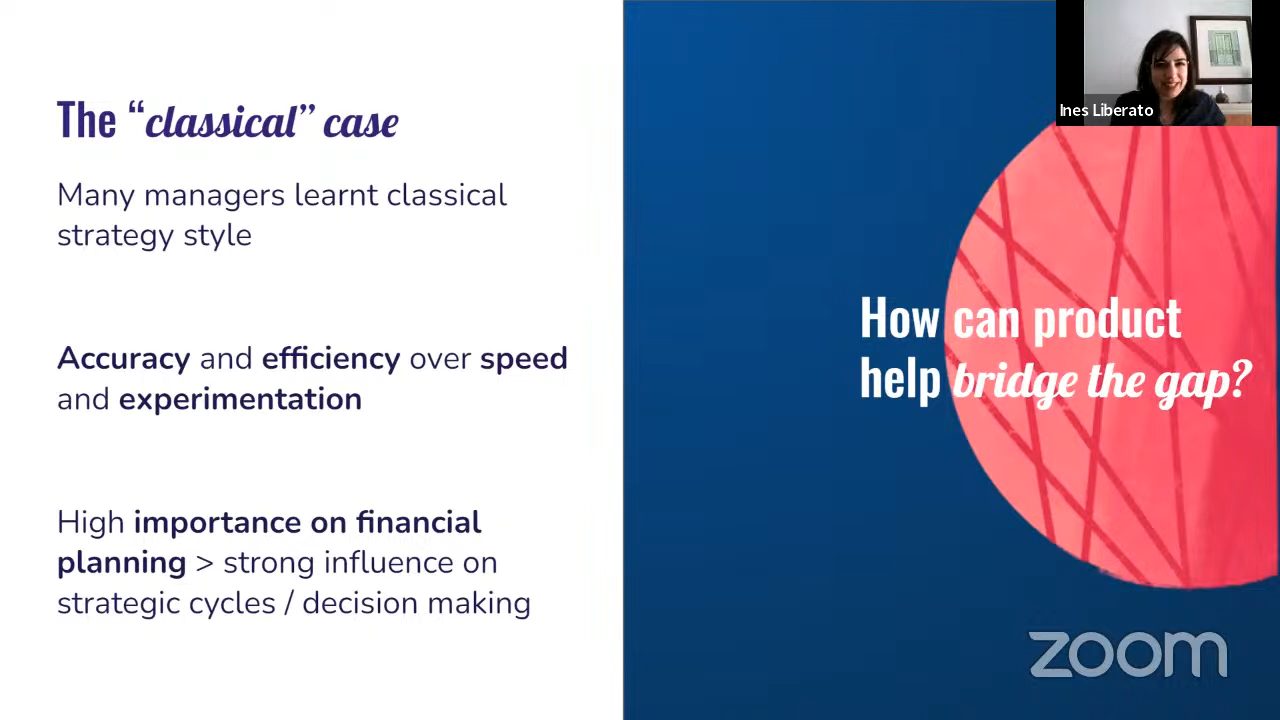 The “classical” case
Many managers learnt classical
strategy style
Accuracy and efficiency over speed
and experimentation
High importance on financial
planning > strong influence on
strategic cycles / decision making
Ines Liberato
How can product
help bridge the gap?
zoom